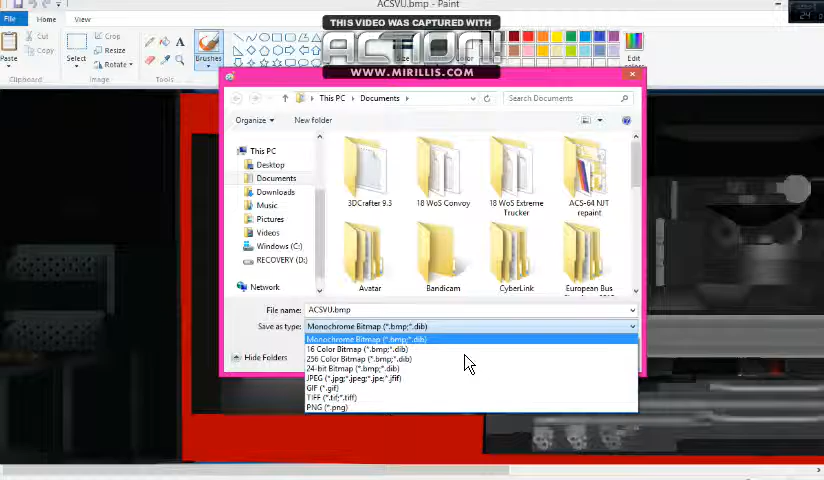 ACSVU.bmp - Paint
THIS VIDEO WAS CAPTURED WITH
ACTION!
WWW.MIRILLIS.COM
24
File
Home
View
Paste
Cut
Copy
Clipboard
Select
Crop
Resize
Rotate
Image
A
Tools
Brushes
Size
Color
Edit
This PC
Documents
Search Documents
Organize
New folder
This PC
Desktop
Documents
Downloads
Music
Pictures
Videos
Windows (C:)
RECOVERY (D:)
Network
3DCrafter 9.3
18 WoS Convoy
18 WoS Extreme
Trucker
ACS-64 NJT
repaint
Avatar
Bandicam
CyberLink
European Bus
File name:
ACSVU.bmp
Save as type:
Monochrome Bitmap (*.bmp;*.dib)
Monochrome Bitmap (*.bmp;*.dib)
16 Color Bitmap (*.bmp;*.dib)
256 Color Bitmap (*.bmp;*.dib)
24-bit Bitmap (*.bmp;*.dib)
JPEG (*.jpg;*.jpeg;*.jpe;*.jfif)
GIF (*.gif)
TIFF (*.tif;*.tiff)
PNG (*.png)
Hide Folders